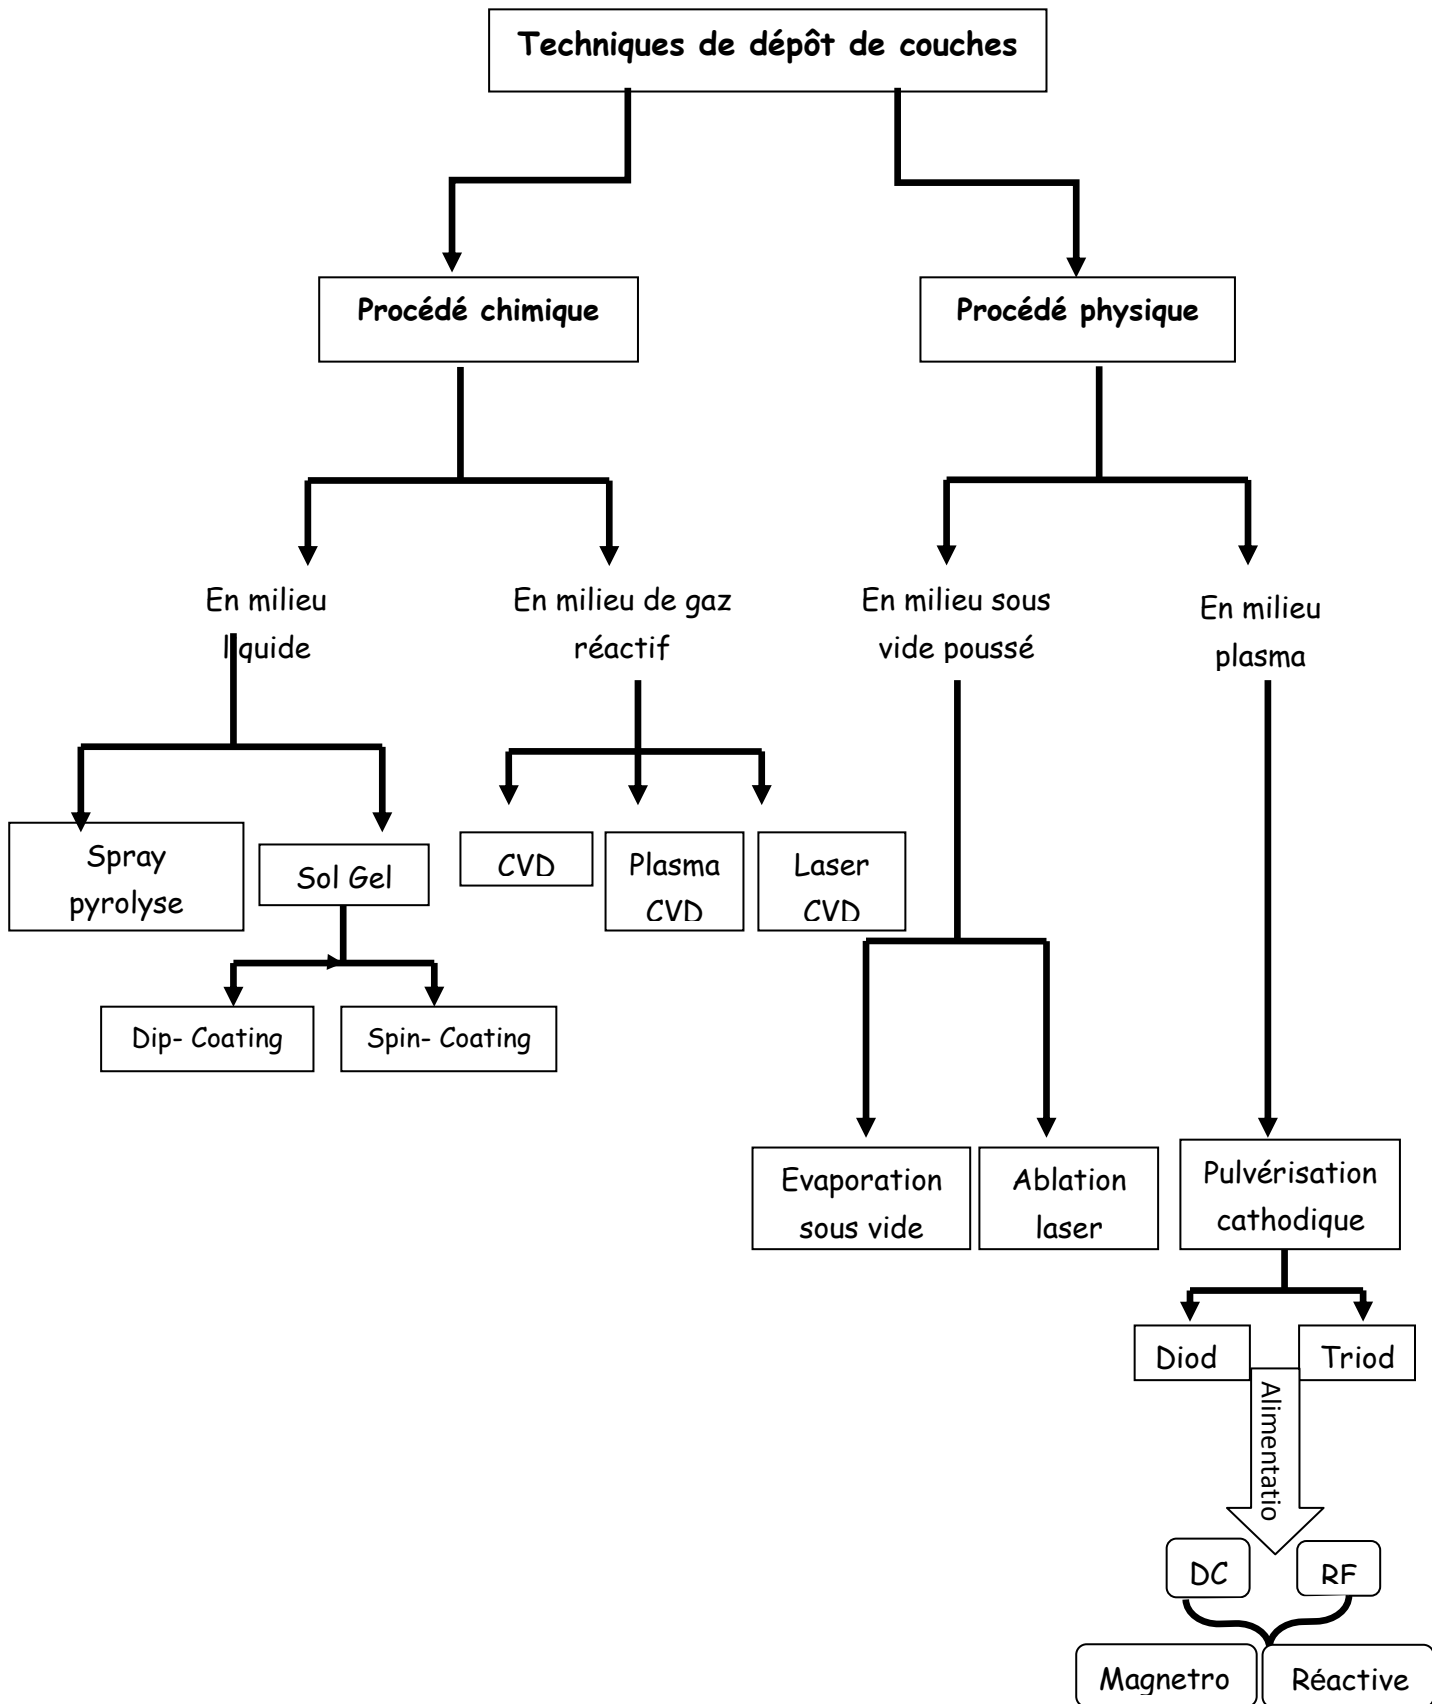 Techniques de dépôt de couches
Procédé chimique
Procédé physique
En milieu
liquide
En milieu de gaz
réactif
En milieu sous
vide poussé
En milieu
plasma
Spray
pyrolyse
Sol Gel
CVD
Plasma
CVD
Laser
CVD
Dip- Coating
Spin- Coating
Evaporation
sous vide
Ablation
laser
Pulvérisation
cathodique
Diod
Triod
Alimentatio
DC
RF
Magnetro
Réactive